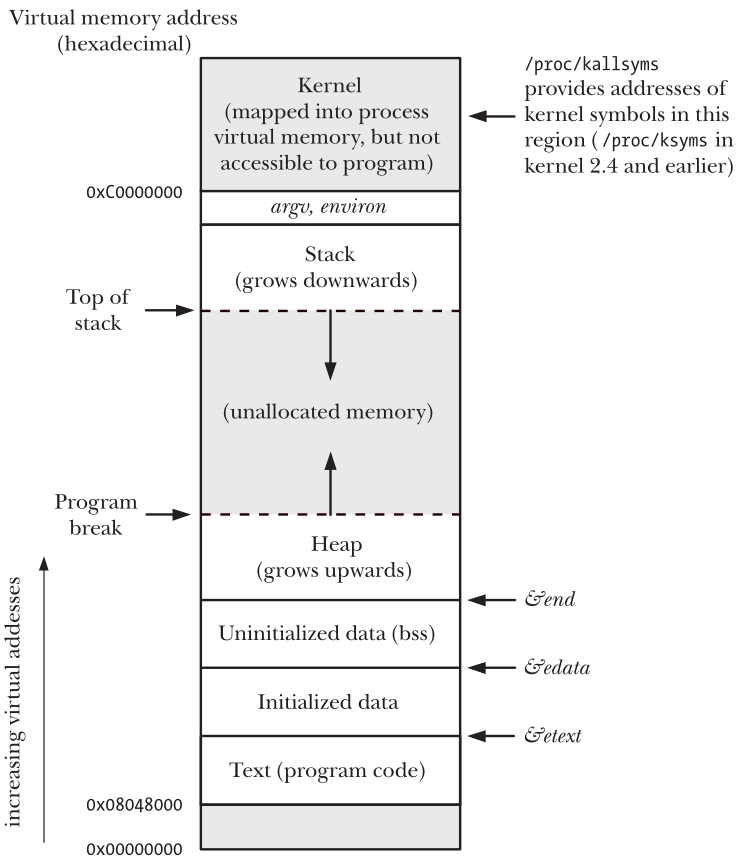 Virtual memory address
(hexadecimal)
/proc/kallsyms
provides addresses of
kernel symbols in this
region (/proc/ksyms in
kernel 2.4 and earlier)
Kernel
(mapped into process
virtual memory, but not
accessible to program)
0xC0000000
argv, environ
Stack
(grows downwards)
Top of
stack
(unallocated memory)
Program
break
Heap
(grows upwards)
&end
Uninitialized data (bss)
&edata
Initialized data
&etext
Text (program code)
0x08048000
0x00000000
increasing virtual addesses